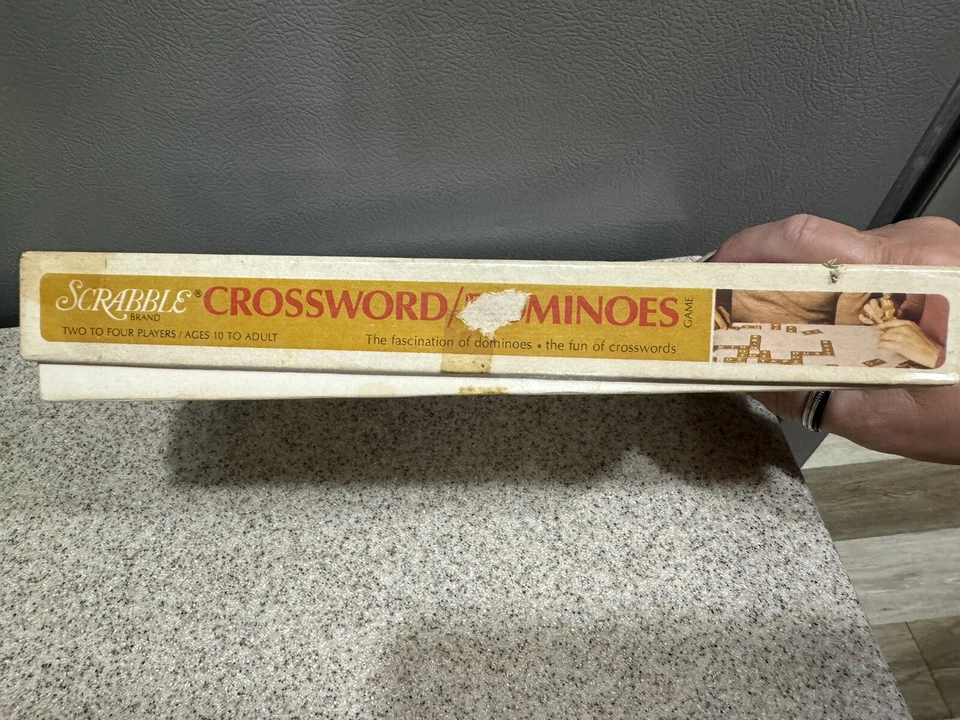 SCRABBLE® CROSSWORD/DOMINOES GAME
BRAND
TWO TO FOUR PLAYERS / AGES 10 TO ADULT
The fascination of dominoes • the fun of crosswords